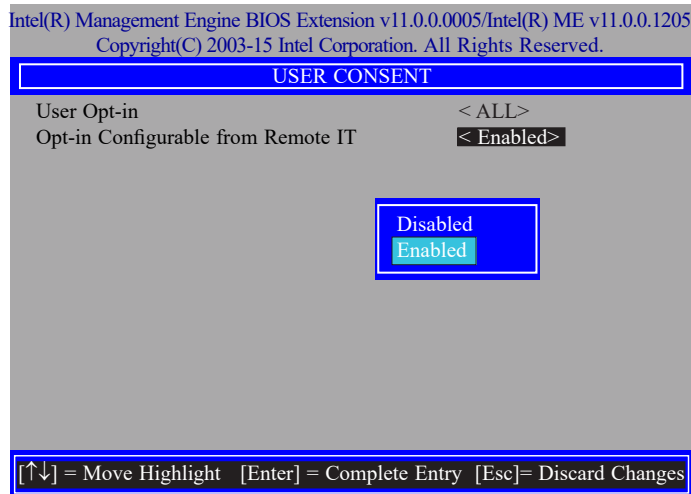 Intel(R) Management Engine BIOS Extension v11.0.0.0005/Intel(R) ME v11.0.0.1205
Copyright(C) 2003-15 Intel Corporation. All Rights Reserved.
USER CONSENT
User Opt-in < ALL>
Opt-in Configurable from Remote IT < Enabled>
Disabled
Enabled
[↑↓] = Move Highlight [Enter] = Complete Entry [Esc]= Discard Changes